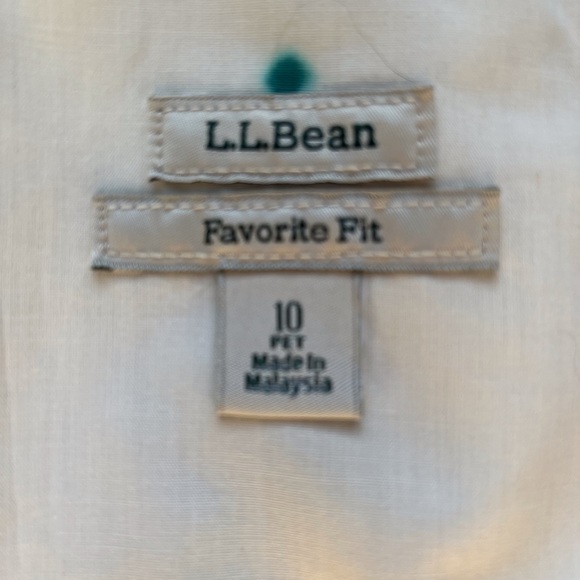 L.L.Bean
Favorite Fit
10
PET
Made In
Malaysia